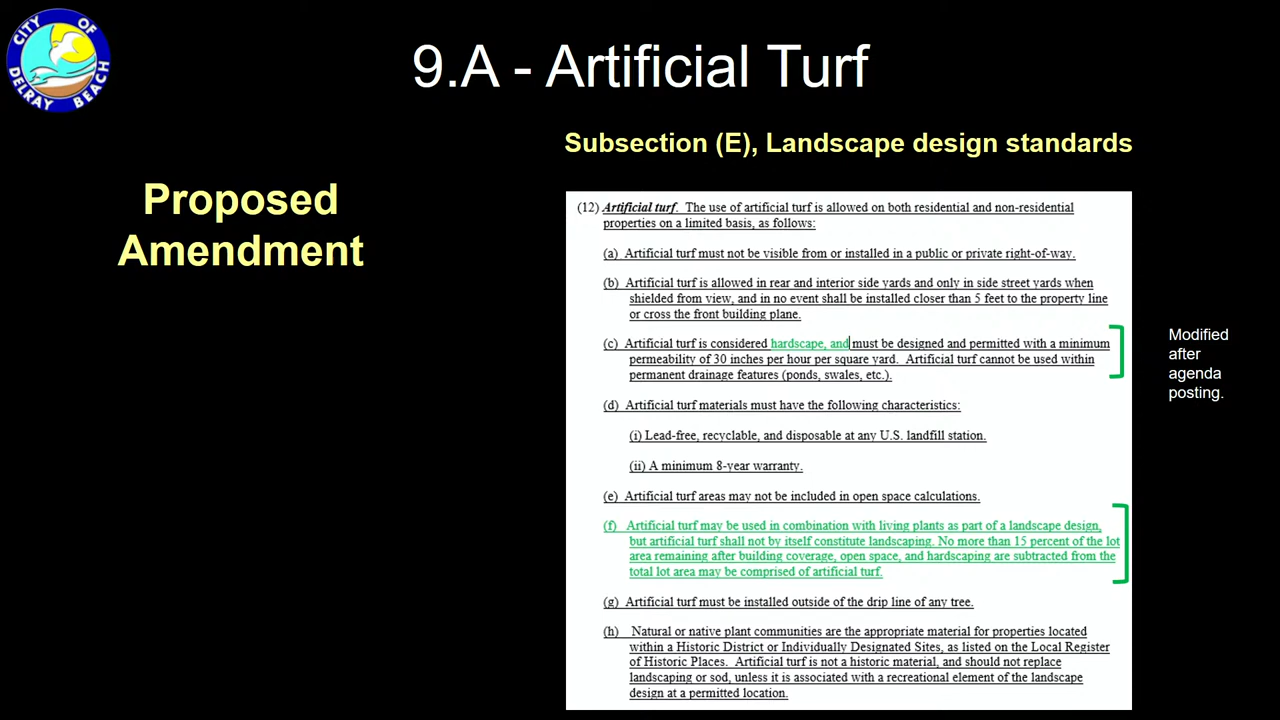 CITY OF
DELRAY BEACH
9.A - Artificial Turf
Subsection (E), Landscape design standards
Proposed
Amendment
(12) Artificial turf. The use of artificial turf is allowed on both residential and non-residential
properties on a limited basis, as follows:
(a) Artificial turf must not be visible from or installed in a public or private right-of-way.
(b) Artificial turf is allowed in rear and interior side yards and only in side street yards when
shielded from view, and in no event shall be installed closer than 5 feet to the property line
or cross the front building plane.
(c) Artificial turf is considered hardscape, and must be designed and permitted with a minimum
permeability of 30 inches per hour per square yard. Artificial turf cannot be used within
permanent drainage features (ponds, swales, etc.).
(d) Artificial turf materials must have the following characteristics:
(i) Lead-free, recyclable, and disposable at any U.S. landfill station.
(ii) A minimum 8-year warranty.
(e) Artificial turf areas may not be included in open space calculations.
(f) Artificial turf may be used in combination with living plants as part of a landscape design,
but artificial turf shall not by itself constitute landscaping. No more than 15 percent of the lot
area remaining after building coverage, open space, and hardscaping are subtracted from the
total lot area may be comprised of artificial turf.
(g) Artificial turf must be installed outside of the drip line of any tree.
(h) Natural or native plant communities are the appropriate material for properties located
within a Historic District or Individually Designated Sites, as listed on the Local Register
of Historic Places. Artificial turf is not a historic material, and should not replace
landscaping or sod, unless it is associated with a recreational element of the landscape
design at a permitted location.
Modified
after
agenda
posting.